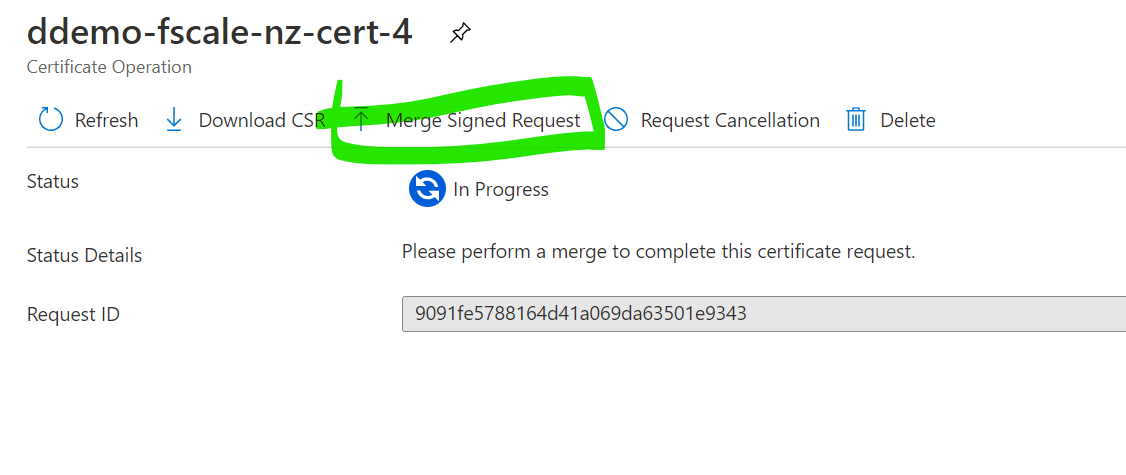 ddemo-fscale-nz-cert-4
Certificate Operation
Refresh Download CSR Merge Signed Request Request Cancellation Delete
Status In Progress
Status Details Please perform a merge to complete this certificate request.
Request ID 9091fe5788164d41a069da63501e9343